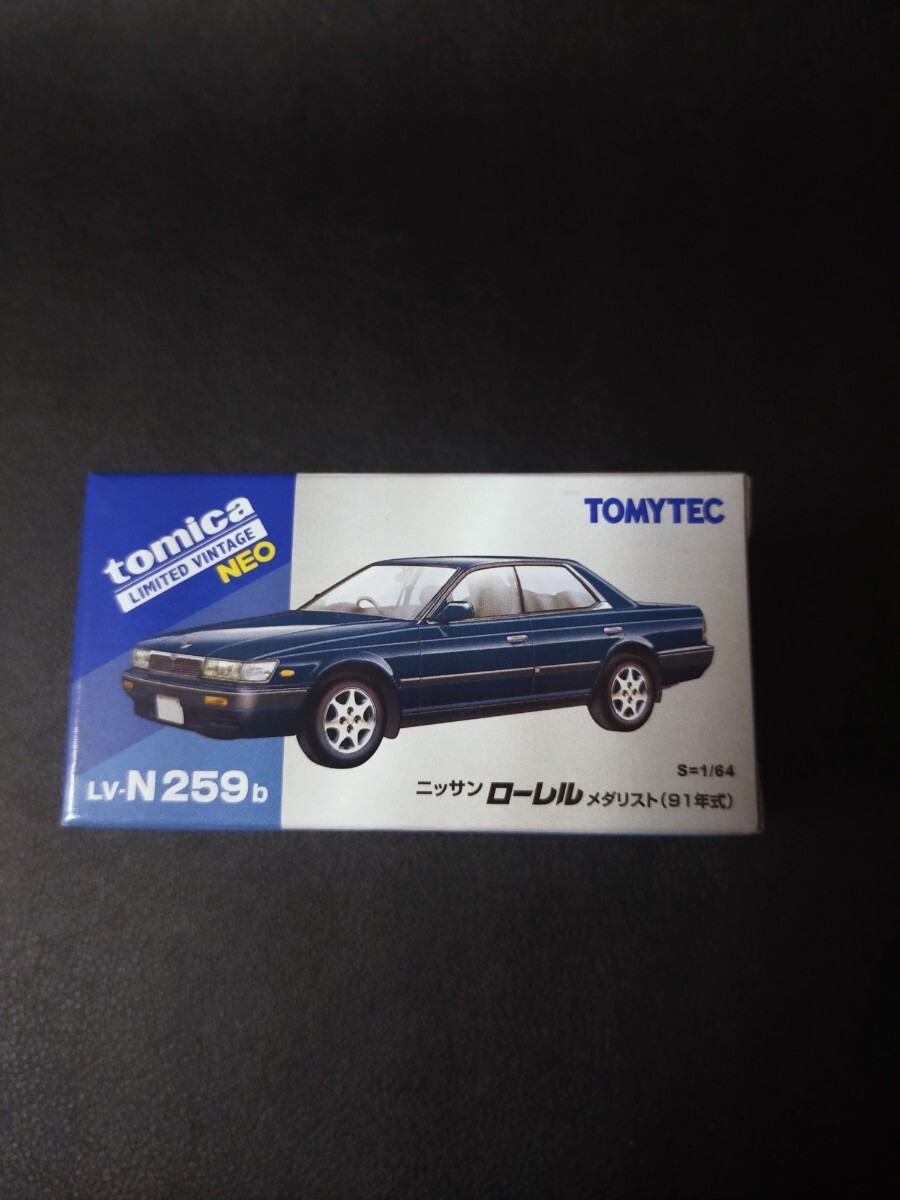 tomica
LIMITED VINTAGE
NEO
TOMYTEC
S=1/64
LV-N259b
ニッサン ローレル メダリスト(91年式)